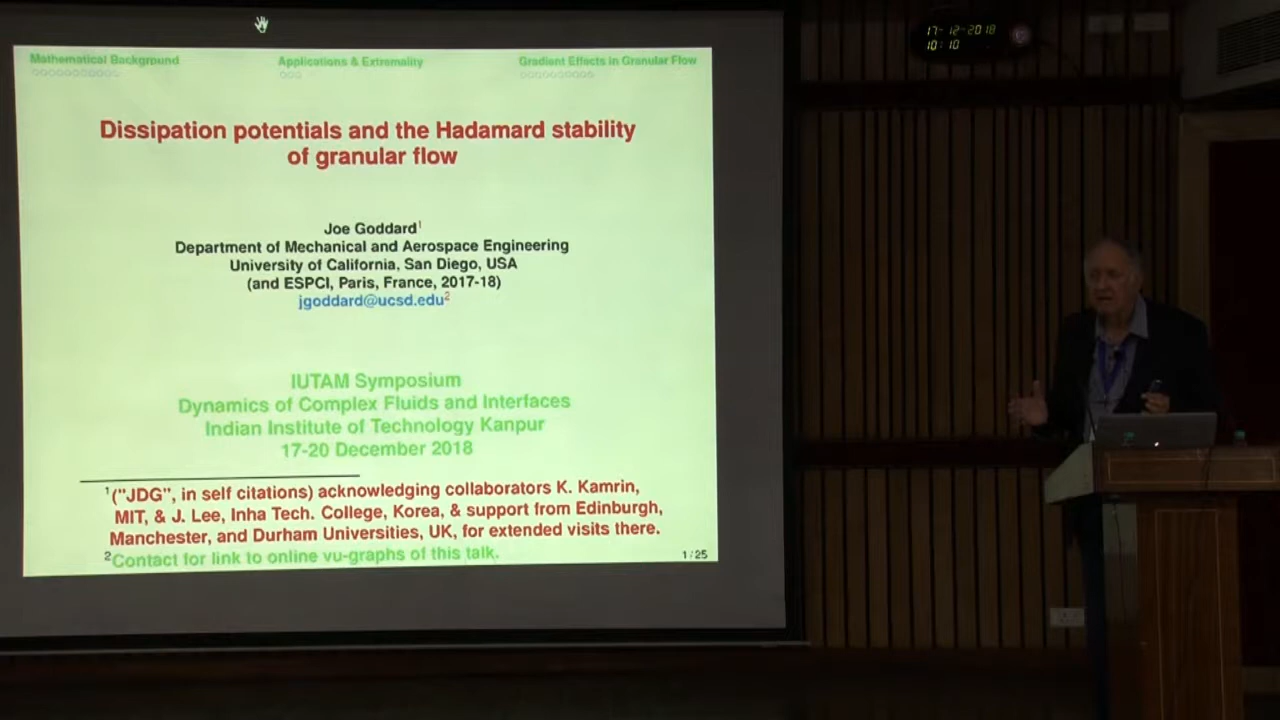 Mathematical Background
Applications & Extremality
Gradient Effects in Granular Flow
17-12-2018
10:10
Dissipation potentials and the Hadamard stability
of granular flow
Joe Goddard1
Department of Mechanical and Aerospace Engineering
University of California, San Diego, USA
(and ESPCI, Paris, France, 2017-18)
jgoddard@ucsd.edu2
IUTAM Symposium
Dynamics of Complex Fluids and Interfaces
Indian Institute of Technology Kanpur
17-20 December 2018
1("JDG", in self citations) acknowledging collaborators K. Kamrin,
MIT, & J. Lee, Inha Tech. College, Korea, & support from Edinburgh,
Manchester, and Durham Universities, UK, for extended visits there.
2Contact for link to online vu-graphs of this talk.
1/25